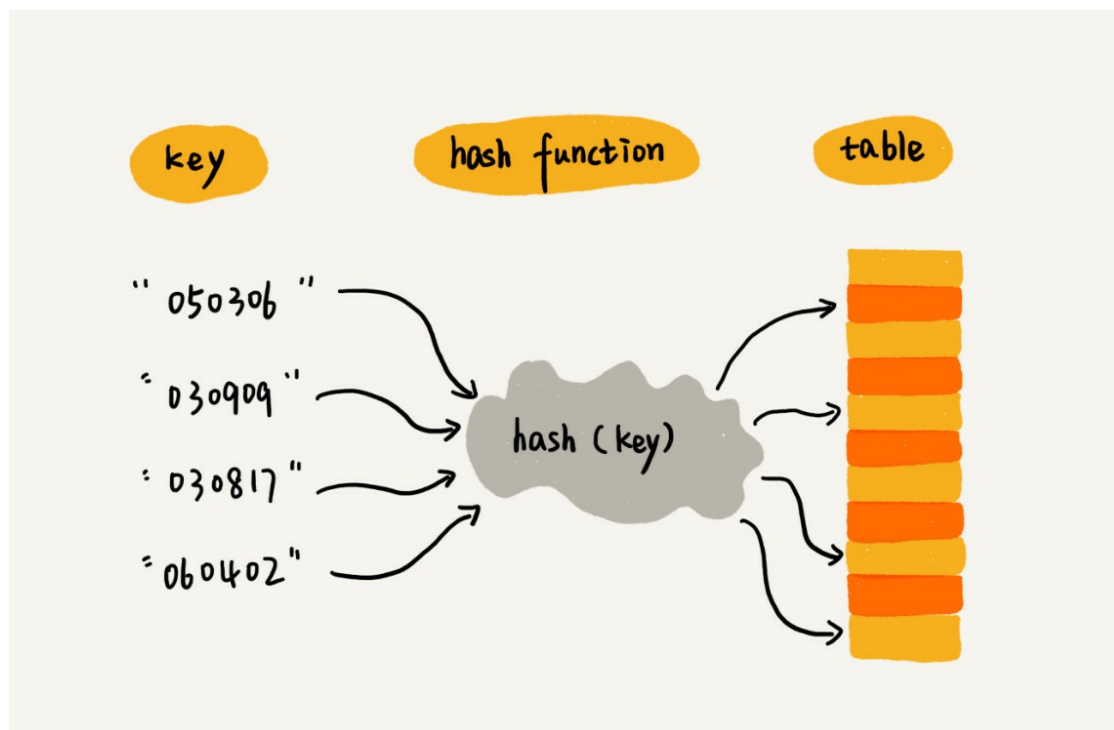 key
hash function
table
"050306"
"030909"
"030817"
"060402"
hash (key)